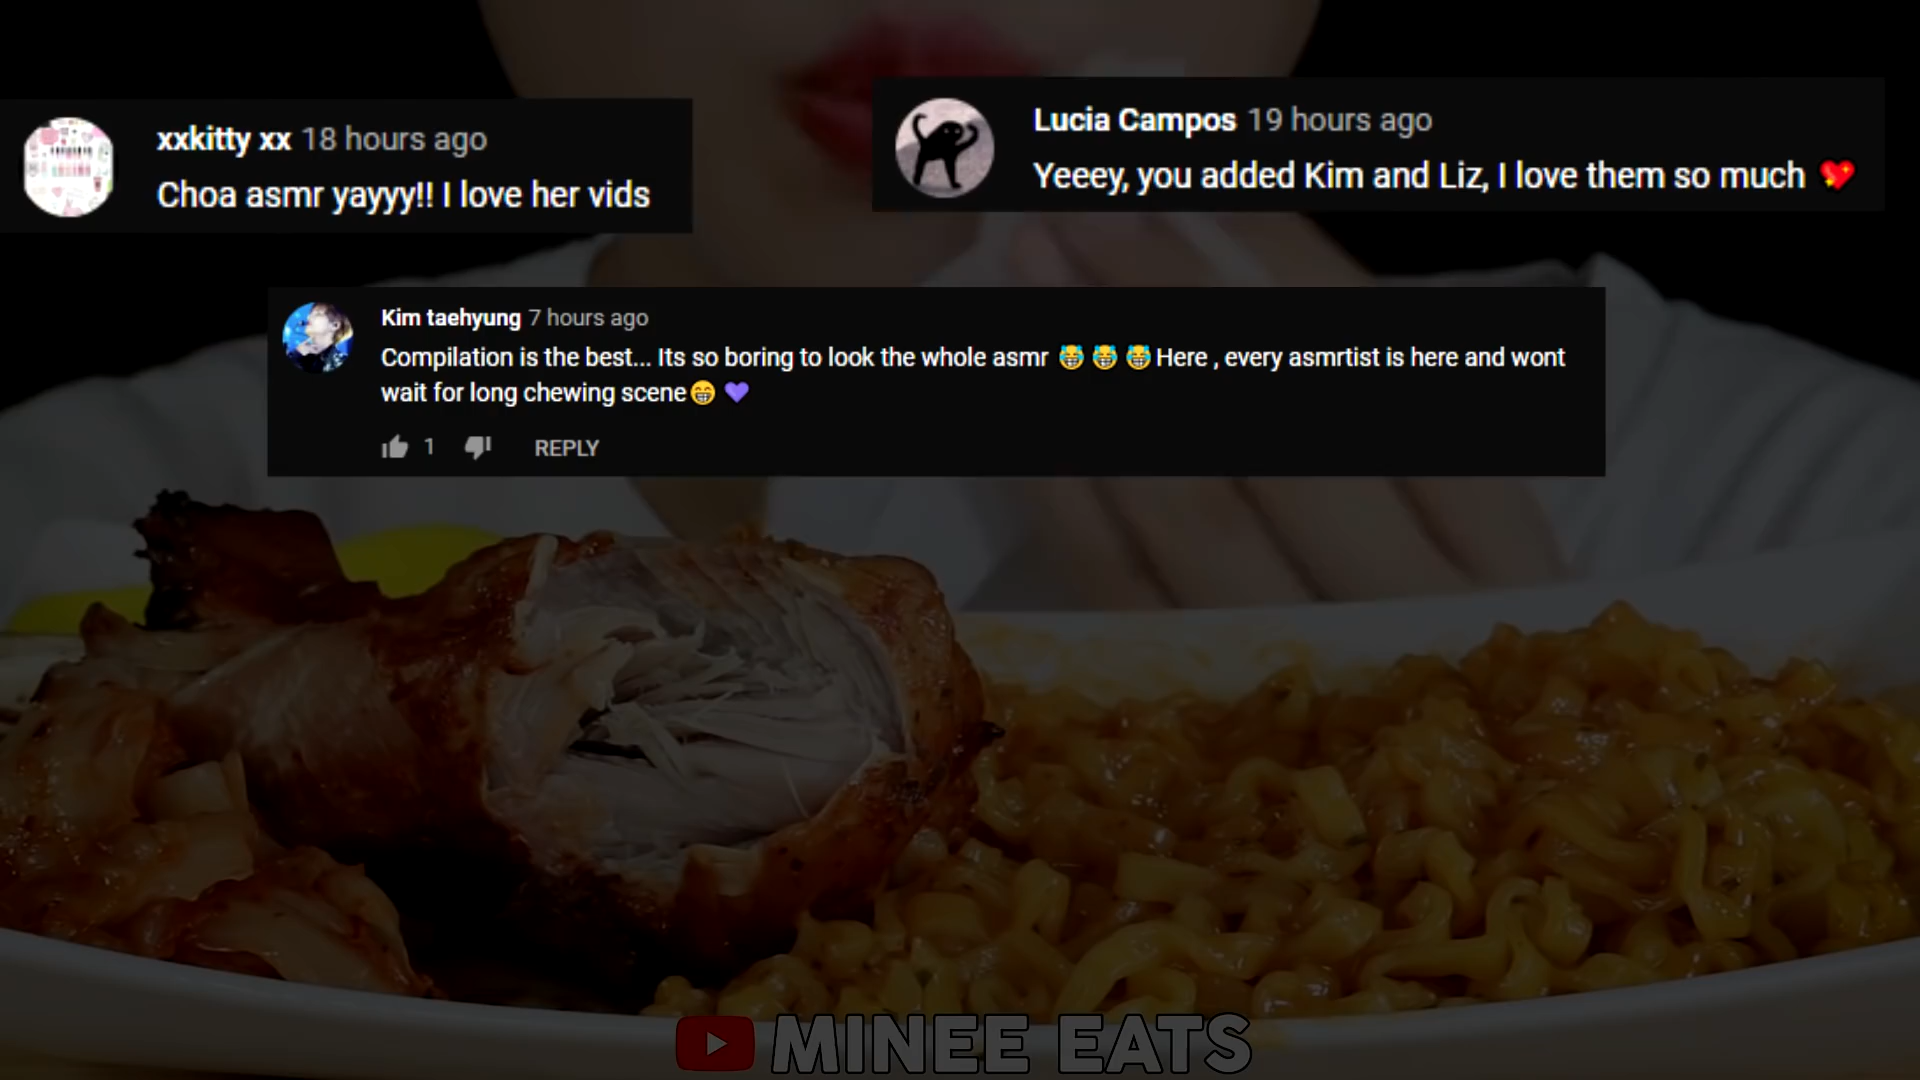 xxkitty xx 18 hours ago
Choa asmr yayyy!! I love her vids
Lucia Campos 19 hours ago
Yeeey, you added Kim and Liz, I love them so much 💖
Kim taehyung 7 hours ago
Compilation is the best... Its so boring to look the whole asmr 😹 😹 😹 Here , every asmrtist is here and wont
wait for long chewing scene😁 💜
1 REPLY
MINEE EATS